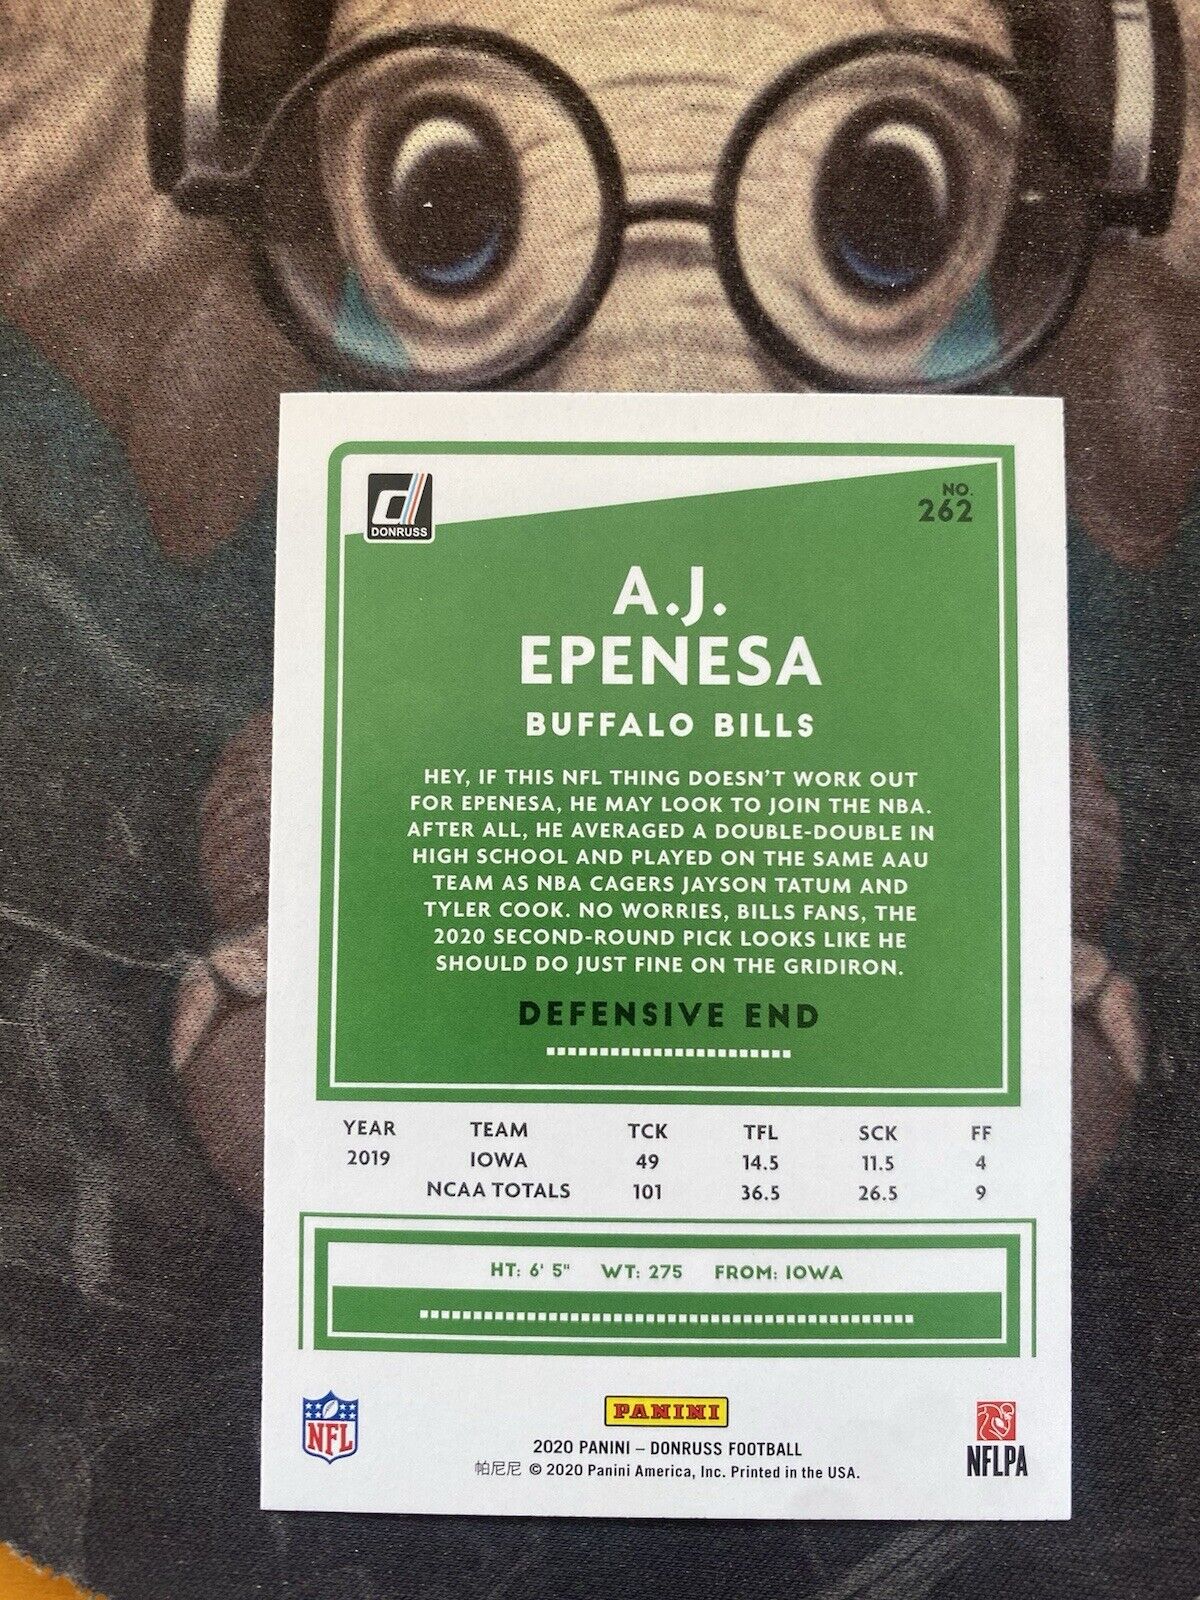 DONRUSS
NO.
262
A.J.
EPENESA
BUFFALO BILLS
HEY, IF THIS NFL THING DOESN'T WORK OUT
FOR EPENESA, HE MAY LOOK TO JOIN THE NBA.
AFTER ALL, HE AVERAGED A DOUBLE-DOUBLE IN
HIGH SCHOOL AND PLAYED ON THE SAME AAU
TEAM AS NBA CAGERS JAYSON TATUM AND
TYLER COOK. NO WORRIES, BILLS FANS, THE
2020 SECOND-ROUND PICK LOOKS LIKE HE
SHOULD DO JUST FINE ON THE GRIDIRON.
DEFENSIVE END
YEAR TEAM TCK TFL SCK FF
2019 IOWA 49 14.5 11.5 4
NCAA TOTALS 101 36.5 26.5 9
HT: 6' 5" WT: 275 FROM: IOWA
NFL
PANINI
NFLPA
2020 PANINI – DONRUSS FOOTBALL
帕尼尼 © 2020 Panini America, Inc. Printed in the USA.